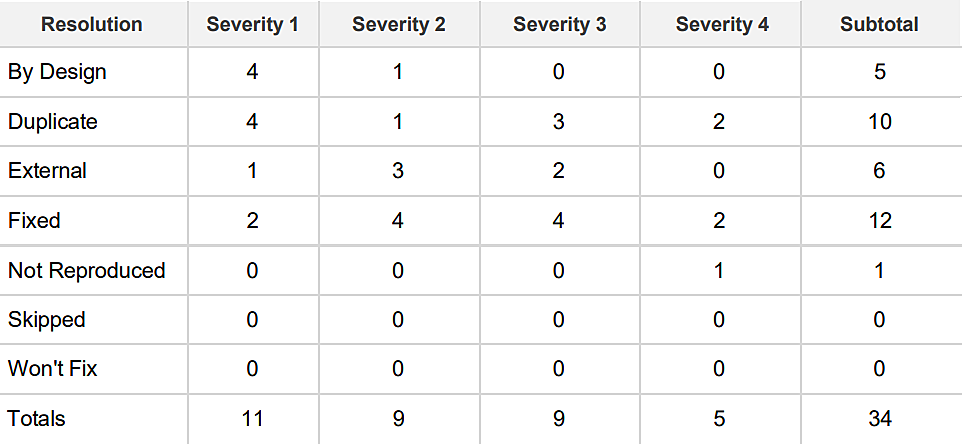 Resolution Severity 1 Severity 2 Severity 3 Severity 4 Subtotal
By Design 4 1 0 0 5
Duplicate 4 1 3 2 10
External 1 3 2 0 6
Fixed 2 4 4 2 12
Not Reproduced 0 0 0 1 1
Skipped 0 0 0 0 0
Won't Fix 0 0 0 0 0
Totals 11 9 9 5 34